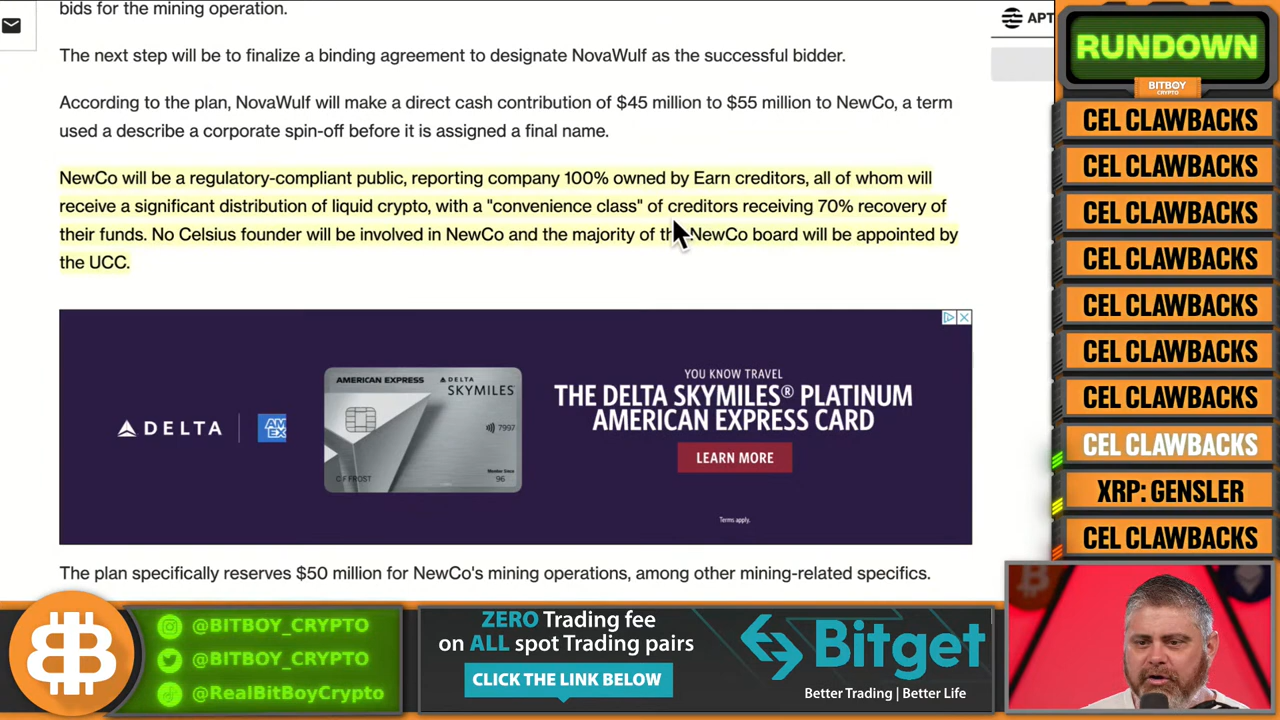 bids for the mining operation.
The next step will be to finalize a binding agreement to designate NovaWulf as the successful bidder.
According to the plan, NovaWulf will make a direct cash contribution of $45 million to $55 million to NewCo, a term
used a describe a corporate spin-off before it is assigned a final name.
NewCo will be a regulatory-compliant public, reporting company 100% owned by Earn creditors, all of whom will
receive a significant distribution of liquid crypto, with a "convenience class" of creditors receiving 70% recovery of
their funds. No Celsius founder will be involved in NewCo and the majority of th NewCo board will be appointed by
the UCC.
DELTA
AM
EX
AMERICAN EXPRESS
DELTA
SKYMILES
7997
Member Since
96
C F FROST
YOU KNOW TRAVEL
THE DELTA SKYMILES® PLATINUM
AMERICAN EXPRESS CARD
LEARN MORE
Terms apply.
The plan specifically reserves $50 million for NewCo's mining operations, among other mining-related specifics.
APT
RUNDOWN
BITBOY
CRYPTO
CEL CLAWBACKS
CEL CLAWBACKS
CEL CLAWBACKS
CEL CLAWBACKS
CEL CLAWBACKS
CEL CLAWBACKS
CEL CLAWBACKS
CEL CLAWBACKS
XRP: GENSLER
CEL CLAWBACKS
@BITBOY_CRYPTO
@BITBOY_CRYPTO
@RealBitBoyCrypto
ZERO Trading fee
on ALL spot Trading pairs
CLICK THE LINK BELOW
Bitget
Better Trading | Better Life